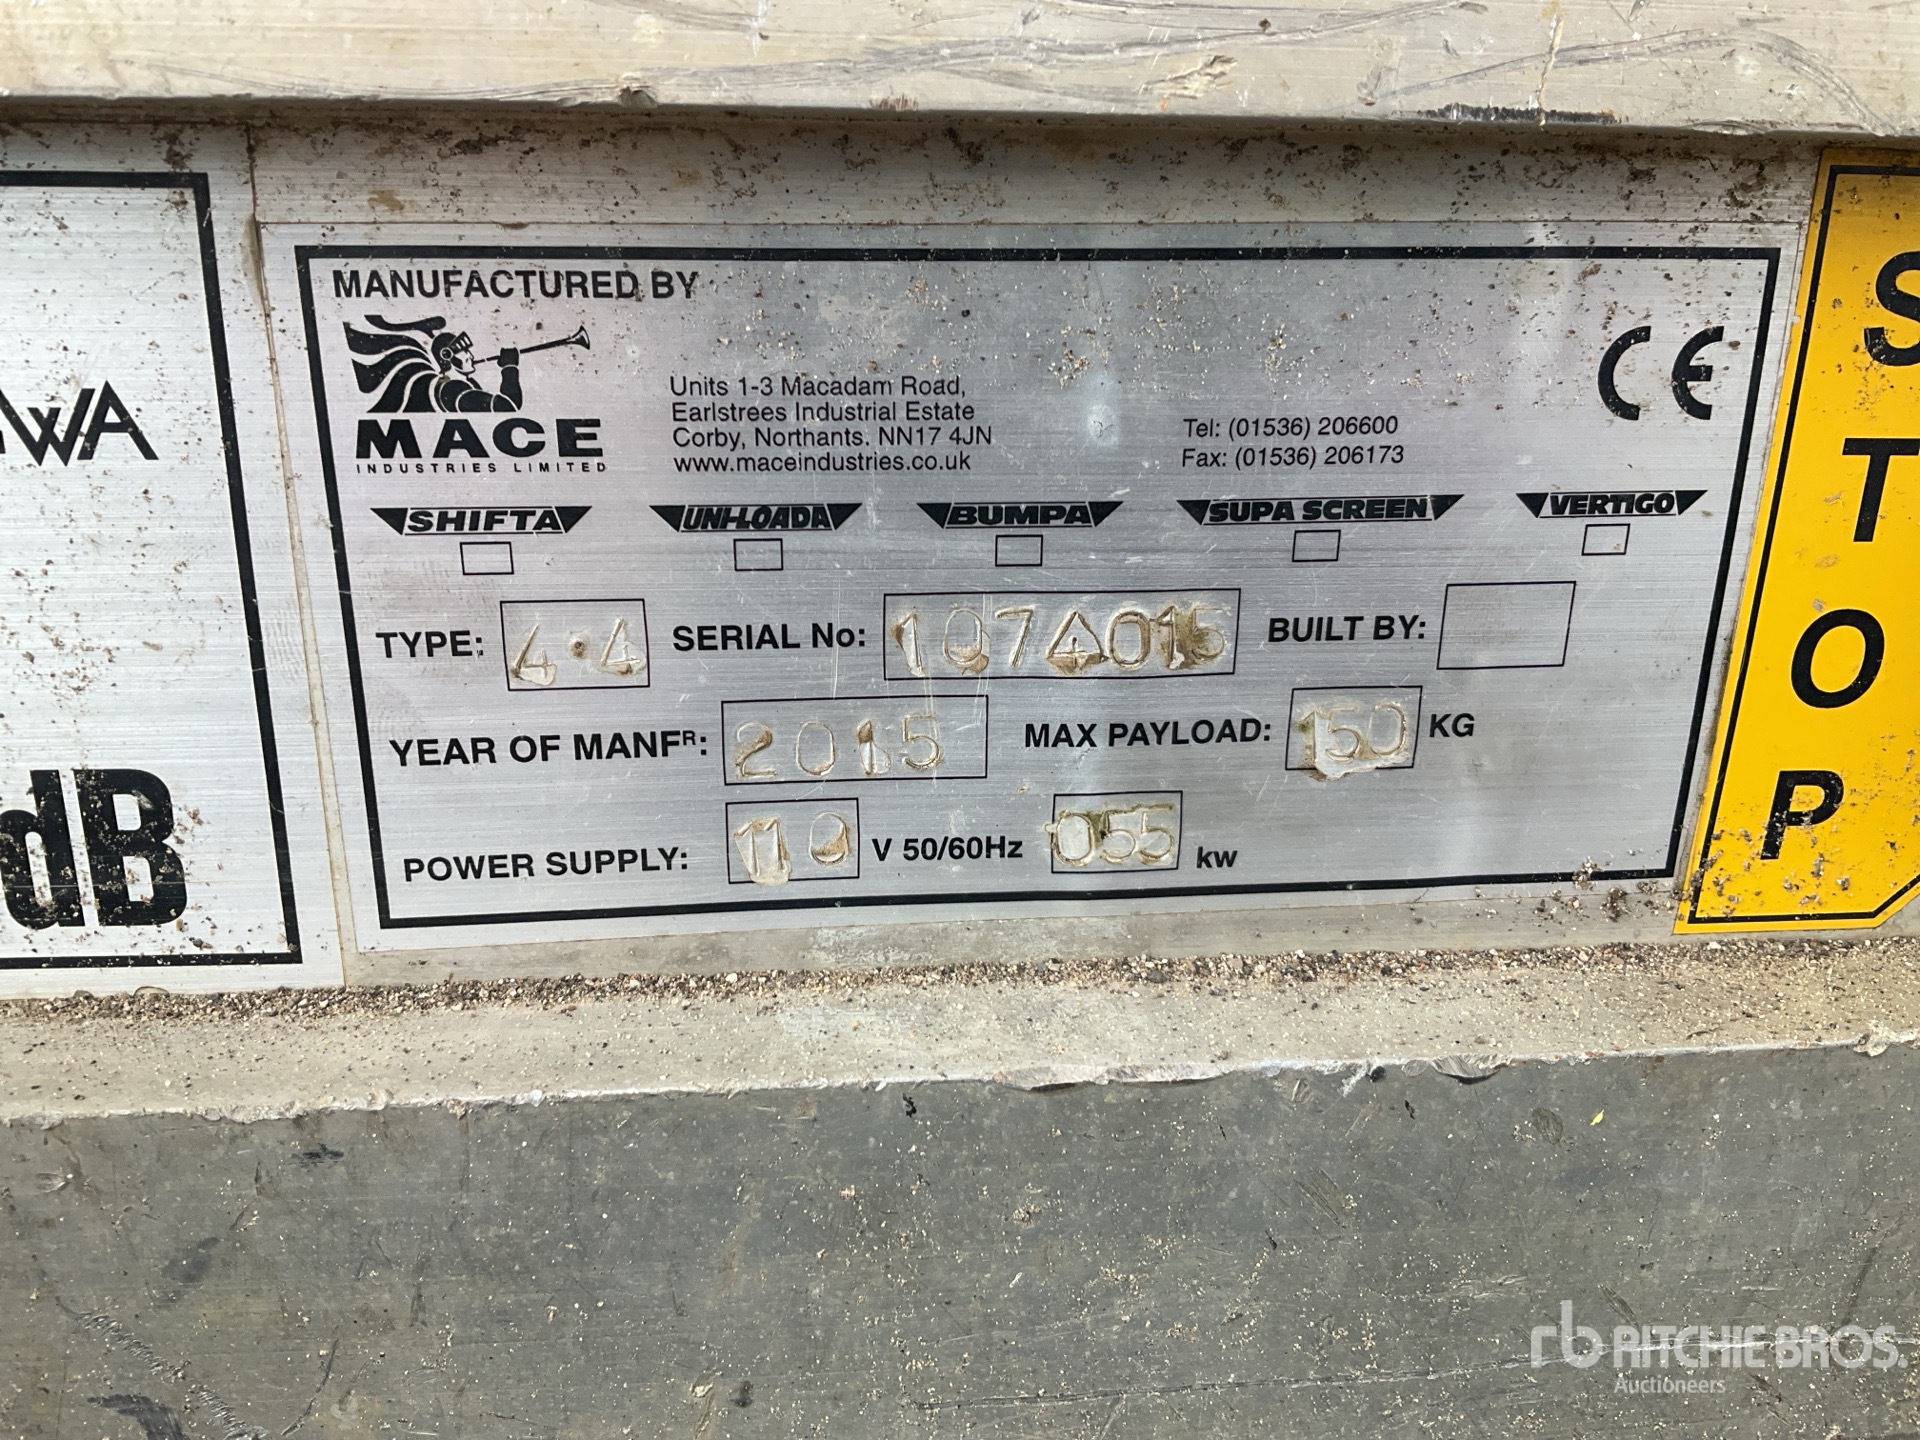 MANUFACTURED BY
MACE
INDUSTRIES LIMITED
Units 1-3 Macadam Road,
Earlstrees Industrial Estate
Corby, Northants. NN17 4JN
www.maceindustries.co.uk
Tel: (01536) 206600
Fax: (01536) 206173
CE
SHIFTA UNI-LOADA BUMPA SUPA SCREEN VERTIGO
TYPE: 4.4 SERIAL No: 1074015 BUILT BY:
YEAR OF MANFR: 2015 MAX PAYLOAD: 150 KG
POWER SUPPLY: 110 V 50/60Hz 055 kw
dB
STOP
rb RITCHIE BROS.
Auctioneers